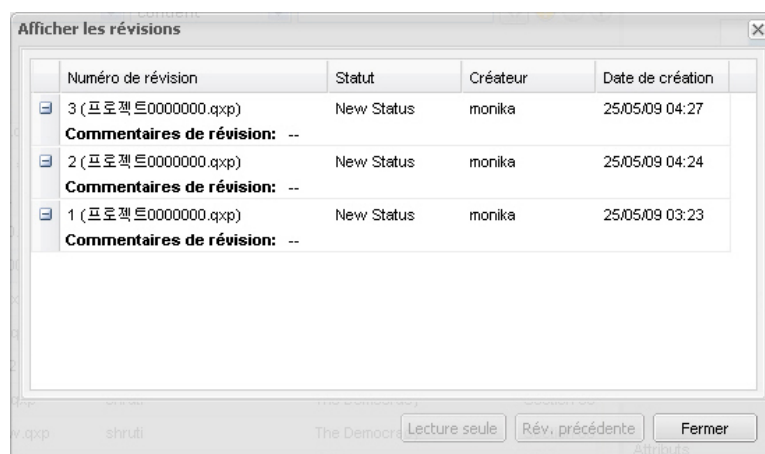 content
Afficher les révisions
Numéro de révision Statut Créateur Date de création
3 (프로젝트0000000.qxp) New Status monika 25/05/09 04:27
Commentaires de révision: --
2 (프로젝트0000000.qxp) New Status monika 25/05/09 04:24
Commentaires de révision: --
1 (프로젝트0000000.qxp) New Status monika 25/05/09 03:23
Commentaires de révision: --
Lecture seule Rév. précédente Fermer
shruti The Democra
Attributs